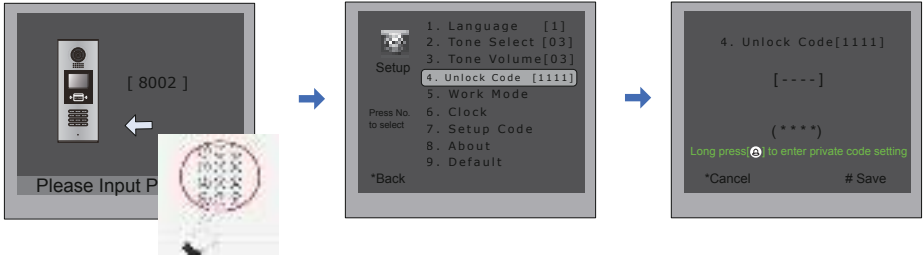 [ 8002 ]
Please Input P
Setup
Press No.
to select
1. Language [1]
2. Tone Select [03]
3. Tone Volume[03]
4. Unlock Code [1111]
5. Work Mode
6. Clock
7. Setup Code
8. About
9. Default
*Back
4. Unlock Code[1111]
[----]
(****)
Long press[] to enter private code setting
*Cancel
# Save